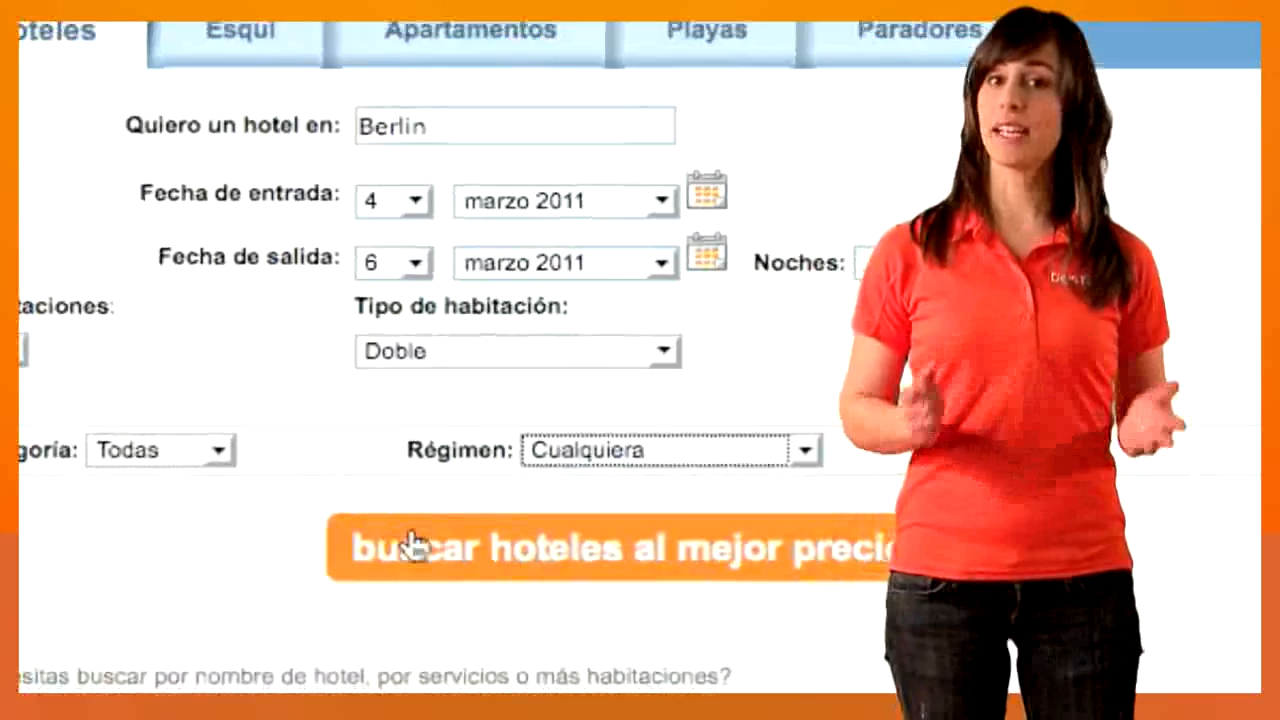 oteles Esquí Apartamentos Playas Paradores
Quiero un hotel en: Berlin
Fecha de entrada: 4 marzo 2011
Fecha de salida: 6 marzo 2011 Noches:
taciones: Tipo de habitación:
Doble
goría: Todas Régimen: Cualquiera
buscar hoteles al mejor precio
sitas buscar por nombre de hotel, por servicios o más habitaciones?